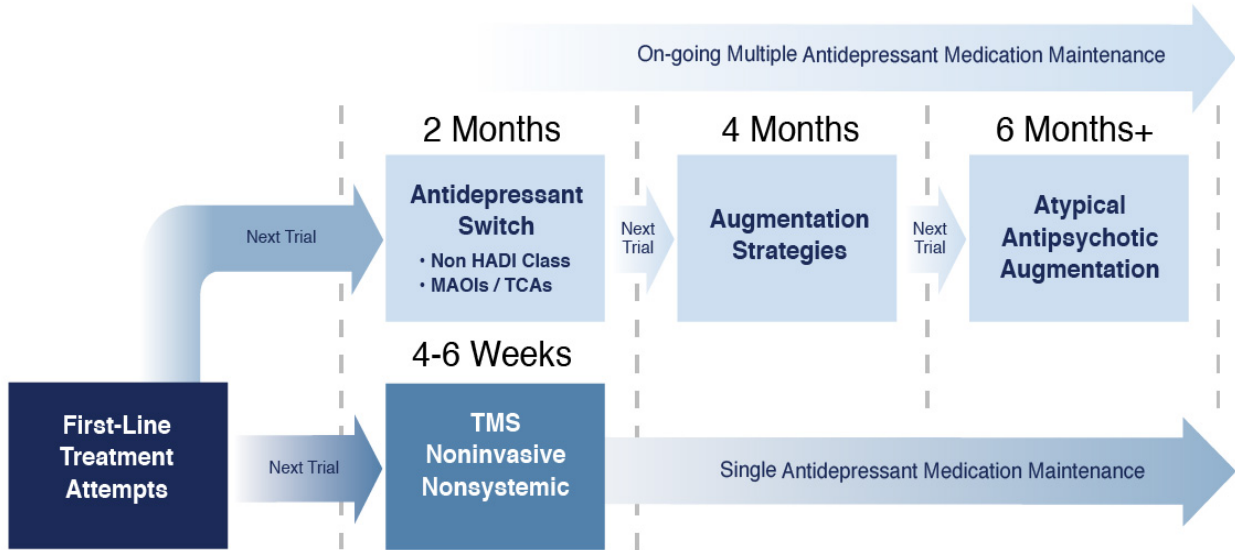 On-going Multiple Antidepressant Medication Maintenance
2 Months
4 Months
6 Months+
Antidepressant
Switch
• Non HADI Class
• MAOIs / TCAs
Next Trial
Next
Trial
Augmentation
Strategies
Next
Trial
Atypical
Antipsychotic
Augmentation
4-6 Weeks
First-Line
Treatment
Attempts
Next Trial
TMS
Noninvasive
Nonsystemic
Single Antidepressant Medication Maintenance